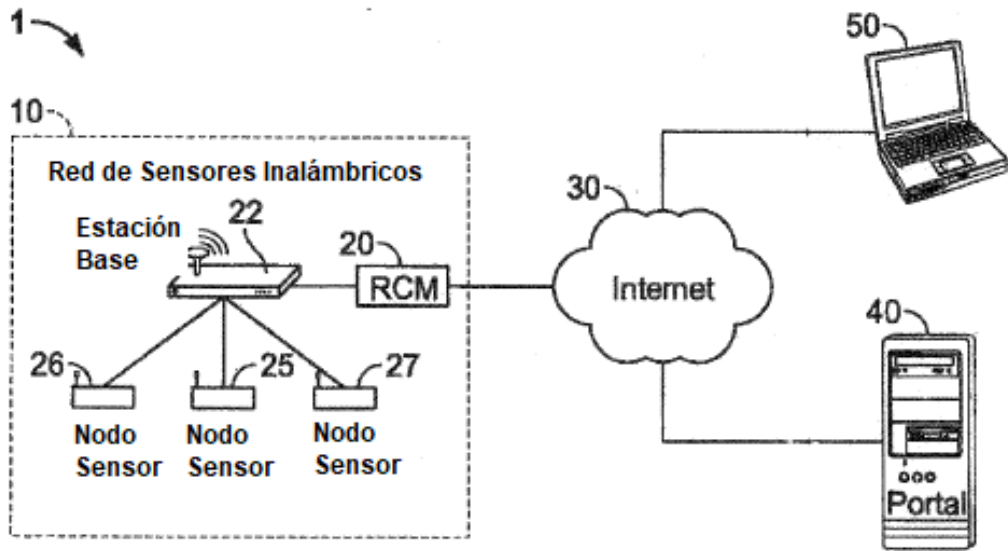 1
50
10
Red de Sensores Inalámbricos
30
Estación
Base
22
20
RCM
Internet
40
26
25
27
Nodo
Sensor
Nodo
Sensor
Nodo
Sensor
Portal